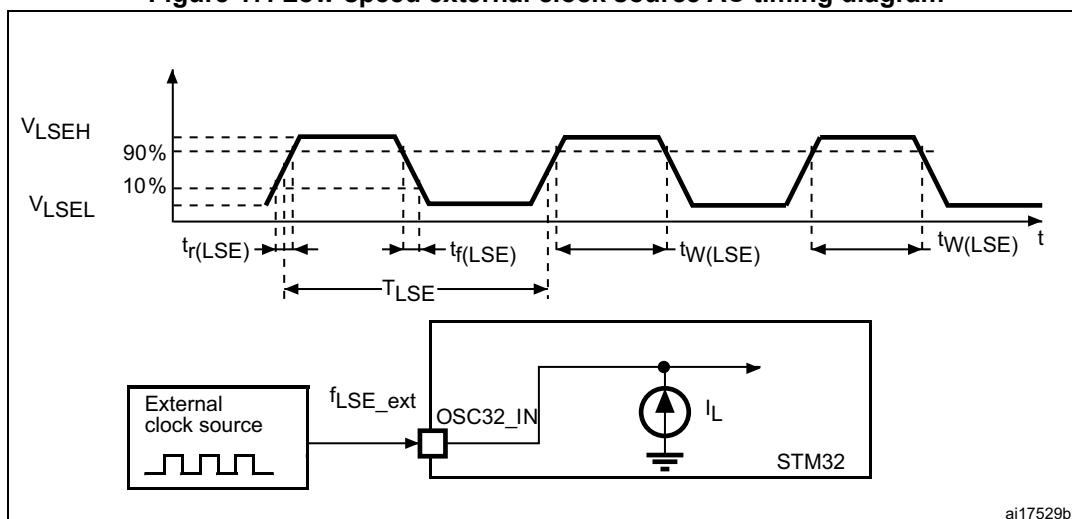 Figure 17. Low-speed external clock source AC timing diagram
VLSEH
90%
10%
VLSEL
tr(LSE)
tf(LSE)
tW(LSE)
tW(LSE)
t
TLSE
External
clock source
fLSE_ext
OSC32_IN
IL
STM32
ai17529b